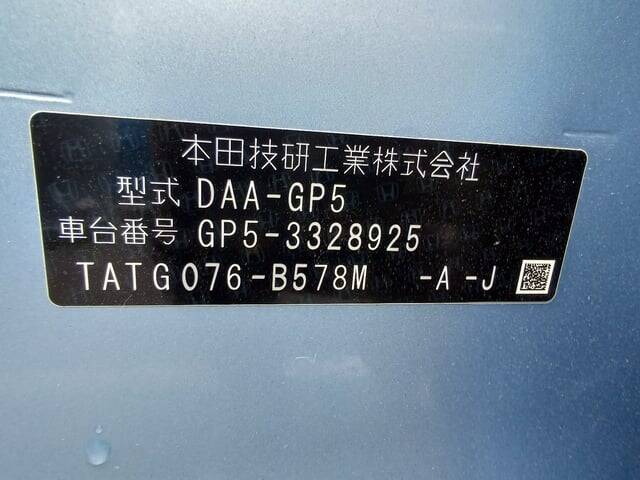 本田技研工業株式会社
型式 DAA-GP5
車台番号 GP5-3328925
TATG076-B578M -A -J